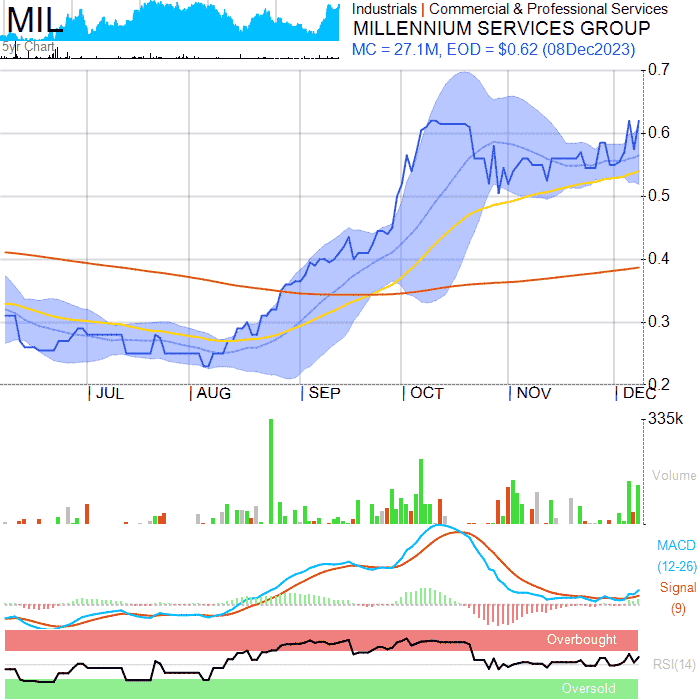 MIL
5yr Chart
Industrials | Commercial & Professional Services
MILLENNIUM SERVICES GROUP
MC = 27.1M, EOD = $0.62 (08Dec2023)
0.7
0.6
0.5
0.4
0.3
0.2
JUL
AUG
SEP
OCT
NOV
DEC
335k
Volume
MACD
(12-26)
Signal
(9)
Overbought
RSI(14)
Oversold